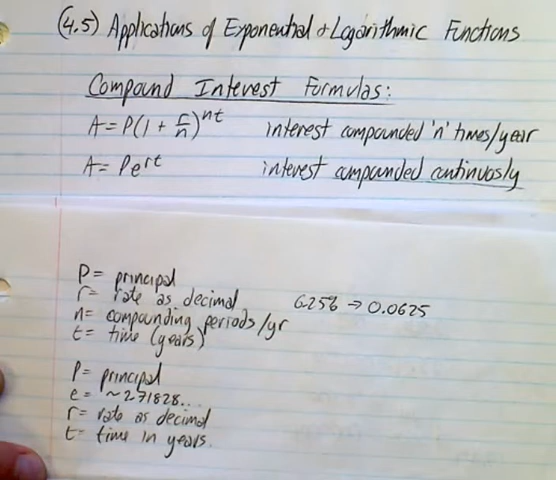 (4.5) Applications of Exponential + Logarithmic Functions
Compound Interest Formulas:
A = P(1 + r/n)^nt interest compounded 'n' times/year
A = Pe^rt interest compounded continuosly
P = principal
r = rate as decimal 6.25% → 0.0625
n = compounding periods/yr
t = time (years)
P = principal
e = ~2.71828...
r = rate as decimal
t = time in years.